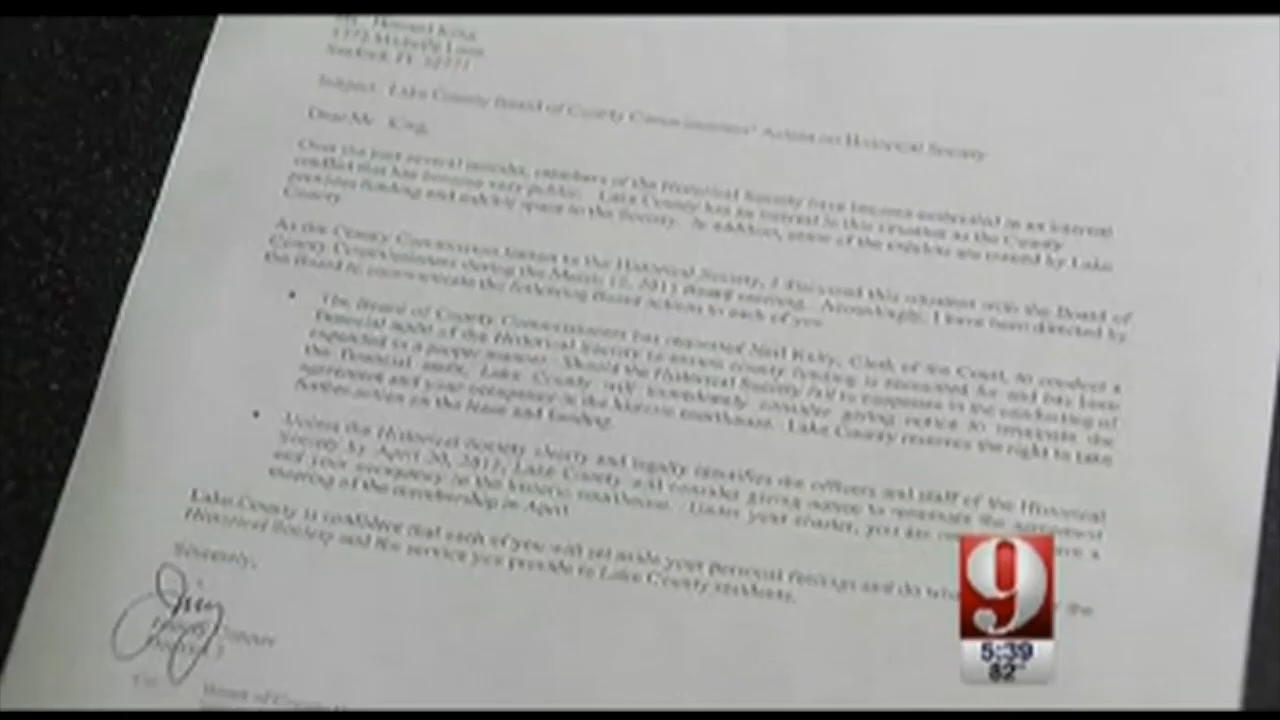 Subject: Lake County Board of County Commissioners' Action on Historical Society
Dear Mr. King,
Over the past several months, members of the Historical Society have become embroiled in an internal
conflict that has become very public. Lake County has an interest in this situation as the County
provides funding and exhibit space to the Society. In addition, some of the exhibits are owned by Lake
County.
As the County Commission liaison to the Historical Society, I discussed this situation with the Board of
County Commissioners during the March 2013 Board meeting. Accordingly, I have been directed by
the Board to communicate the following Board actions to each of you
• The Board of County Commissioners has requested Neil Kelly, Clerk of the Court, to conduct a
financial audit of the Historical Society to ensure county funding is accounted for and has been
expended in a proper manner. Should the Historical Society fail to cooperate in the conducting of
the financial audit, Lake County will immediately consider giving notice to terminate the
agreement and your occupancy in the historic courthouse. Lake County reserves the right to take
further action on the lease and funding.
• Unless the Historical Society clearly and legally identifies the officers and staff of the Historical
Society by April 30, 2013, Lake County will consider giving notice to terminate the agreement
and your occupancy in the historic courthouse. Under your charter, you are have a
meeting of the membership in April
Lake County is confident that each of you will set aside your personal feelings and do the
Historical Society and the service you provide to Lake County residents.
Sincerely,
Board of County
9
5:39
82°